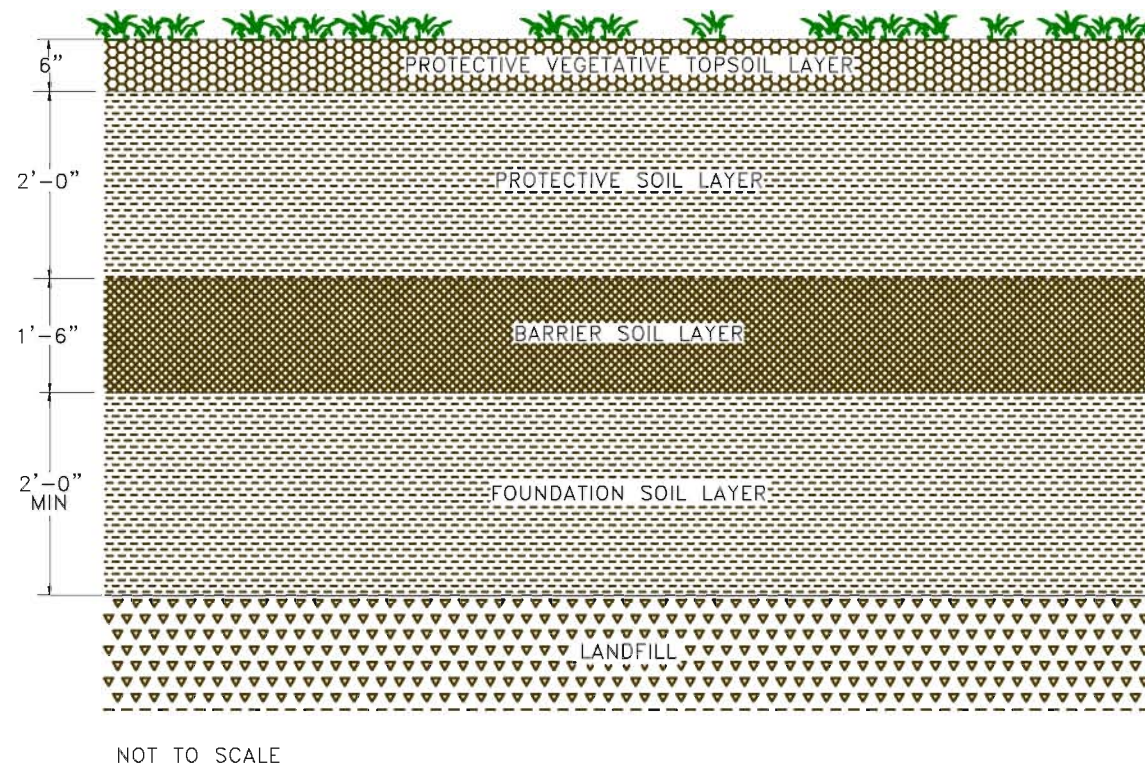 6”
PROTECTIVE VEGETATIVE TOPSOIL LAYER
2’-0”
PROTECTIVE SOIL LAYER
1’-6”
BARRIER SOIL LAYER
2’-0”
MIN
FOUNDATION SOIL LAYER
LANDFILL
NOT TO SCALE